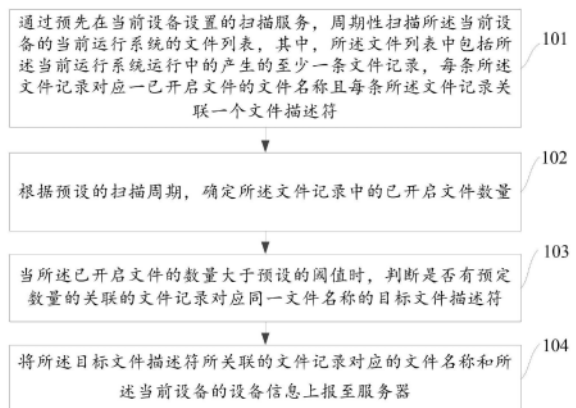 通过预先在当前设备设置的扫描服务，周期性扫描所述当前设
备的当前运行系统的文件列表，其中，所述文件列表中包括所
述当前运行系统运行中的产生的至少一条文件记录，每条所述
文件记录对应一已开启文件的文件名称且每条所述文件记录关
联一个文件描述符
101
102
根据预设的扫描周期，确定所述文件记录中的已开启文件数量
103
当所述已开启文件的数量大于预设的阈值时，判断是否有预定
数量的关联的文件记录对应同一文件名称的目标文件描述符
104
将所述目标文件描述符所关联的文件记录对应的文件名称和所
述当前设备的设备信息上报至服务器